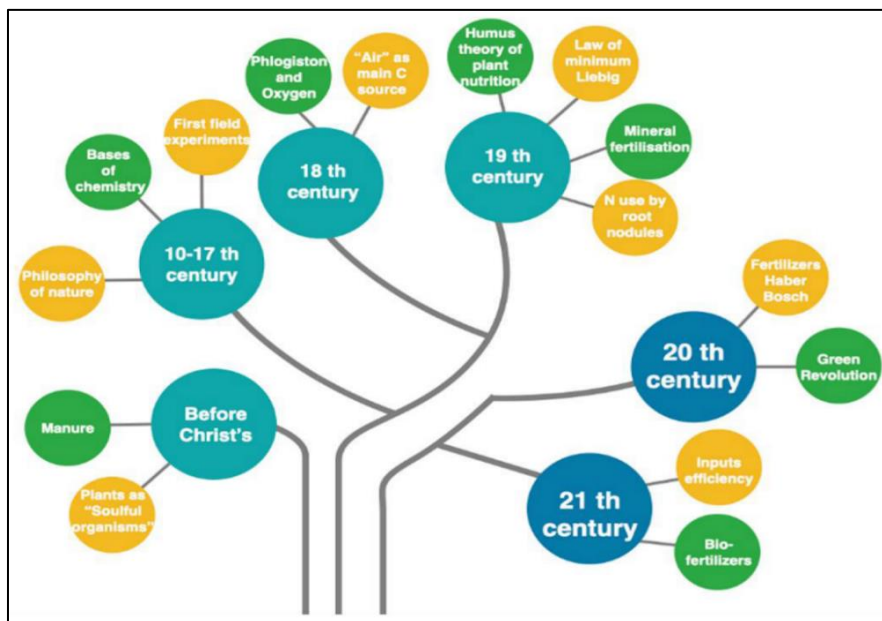 Humus
theory of
plant
nutrition
Law of
minimum
Liebig
Phlogiston
and
Oxygen
"Air" as
main C
source
First field
experiments
Mineral
fertilisation
Bases
of
chemistry
18 th
century
19 th
century
N use by
root
nodules
10-17 th
century
Philosophy
of nature
Fertilizers
Haber
Bosch
20 th
century
Green
Revolution
Before
Christ's
Manure
Plants as
"Soulful
organisms"
Inputs
efficiency
21 th
century
Bio-
fertilizers